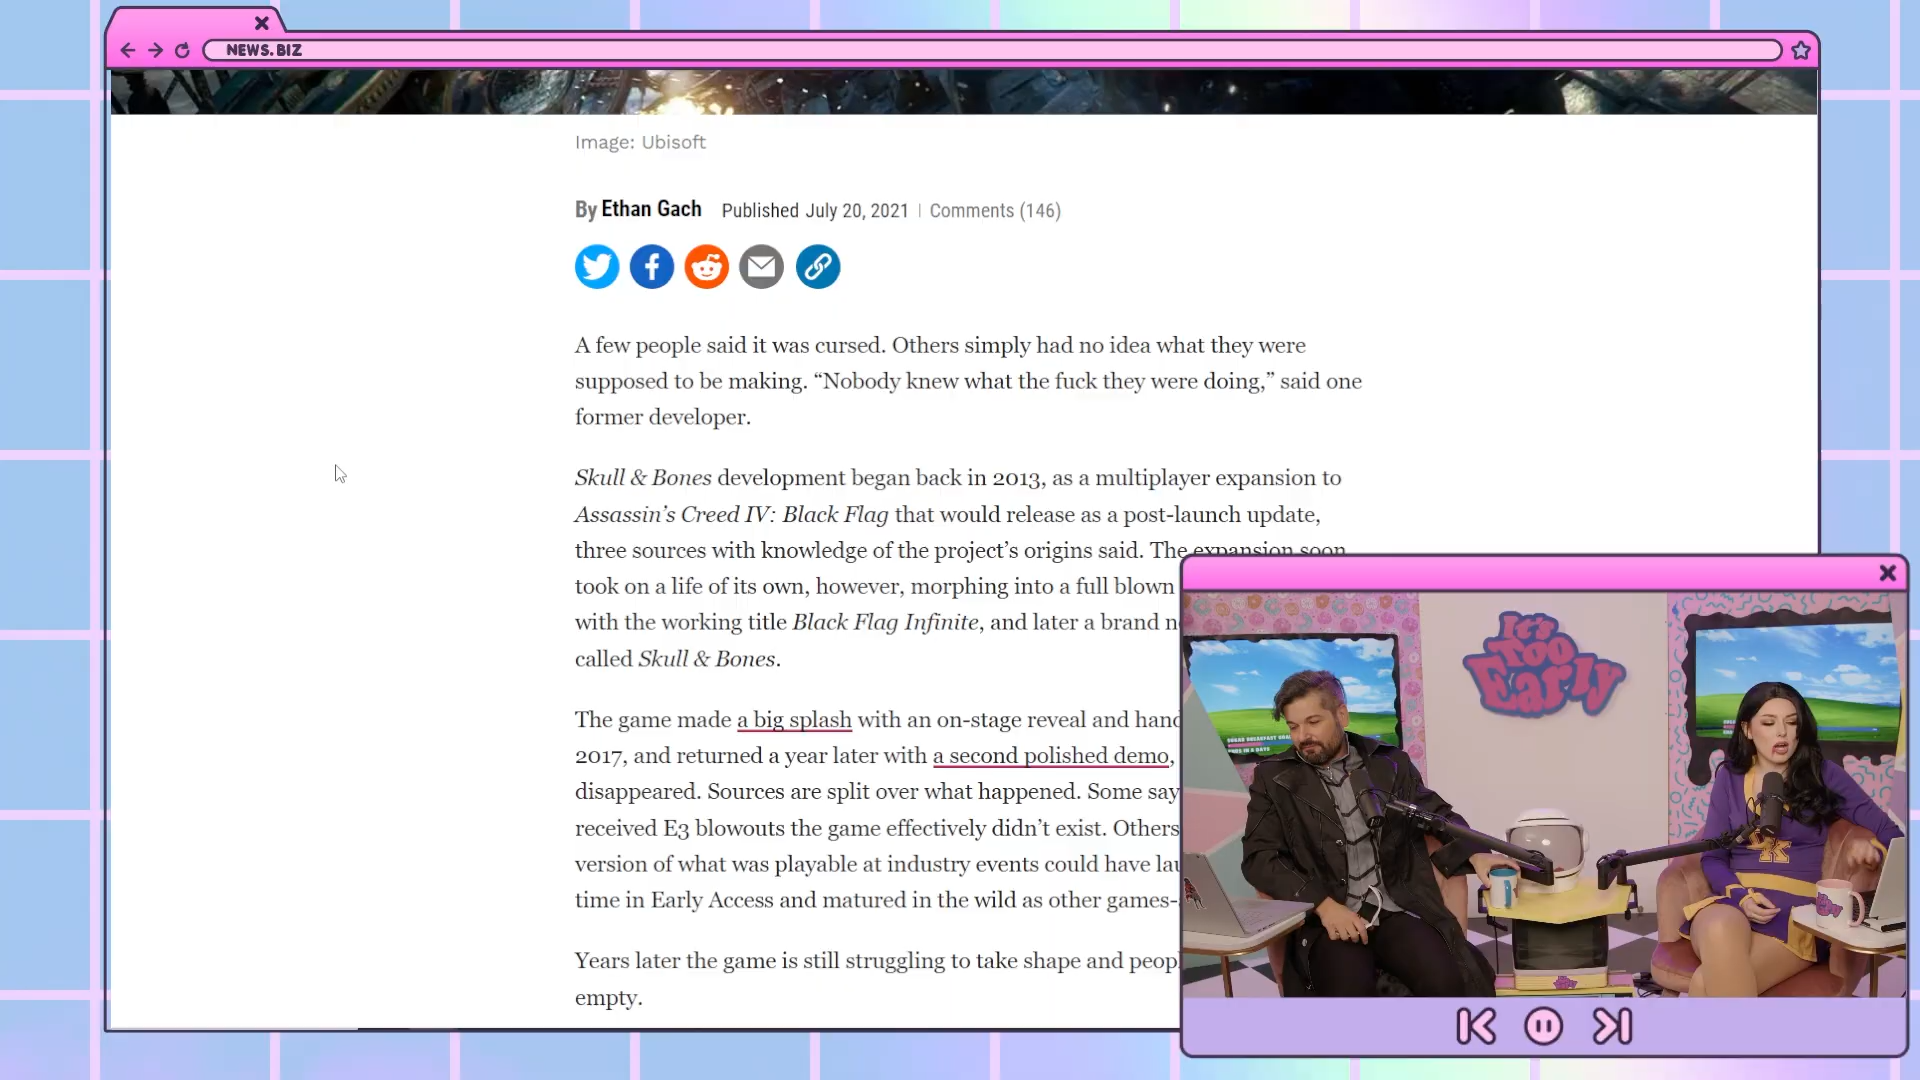 NEWS.BIZ
Image: Ubisoft
By Ethan Gach Published July 20, 2021 | Comments (146)
A few people said it was cursed. Others simply had no idea what they were
supposed to be making. “Nobody knew what the fuck they were doing,” said one
former developer.
Skull & Bones development began back in 2013, as a multiplayer expansion to
Assassin’s Creed IV: Black Flag that would release as a post-launch update,
three sources with knowledge of the project’s origins said. The expansion soon
took on a life of its own, however, morphing into a full blown
with the working title Black Flag Infinite, and later a brand
called Skull & Bones.
The game made a big splash with an on-stage reveal and
2017, and returned a year later with a second polished demo,
disappeared. Sources are split over what happened. Some say
received E3 blowouts the game effectively didn’t exist. Others
version of what was playable at industry events could have
time in Early Access and matured in the wild as other games-
Years later the game is still struggling to take shape and
empty.
It's
Too
Early
K